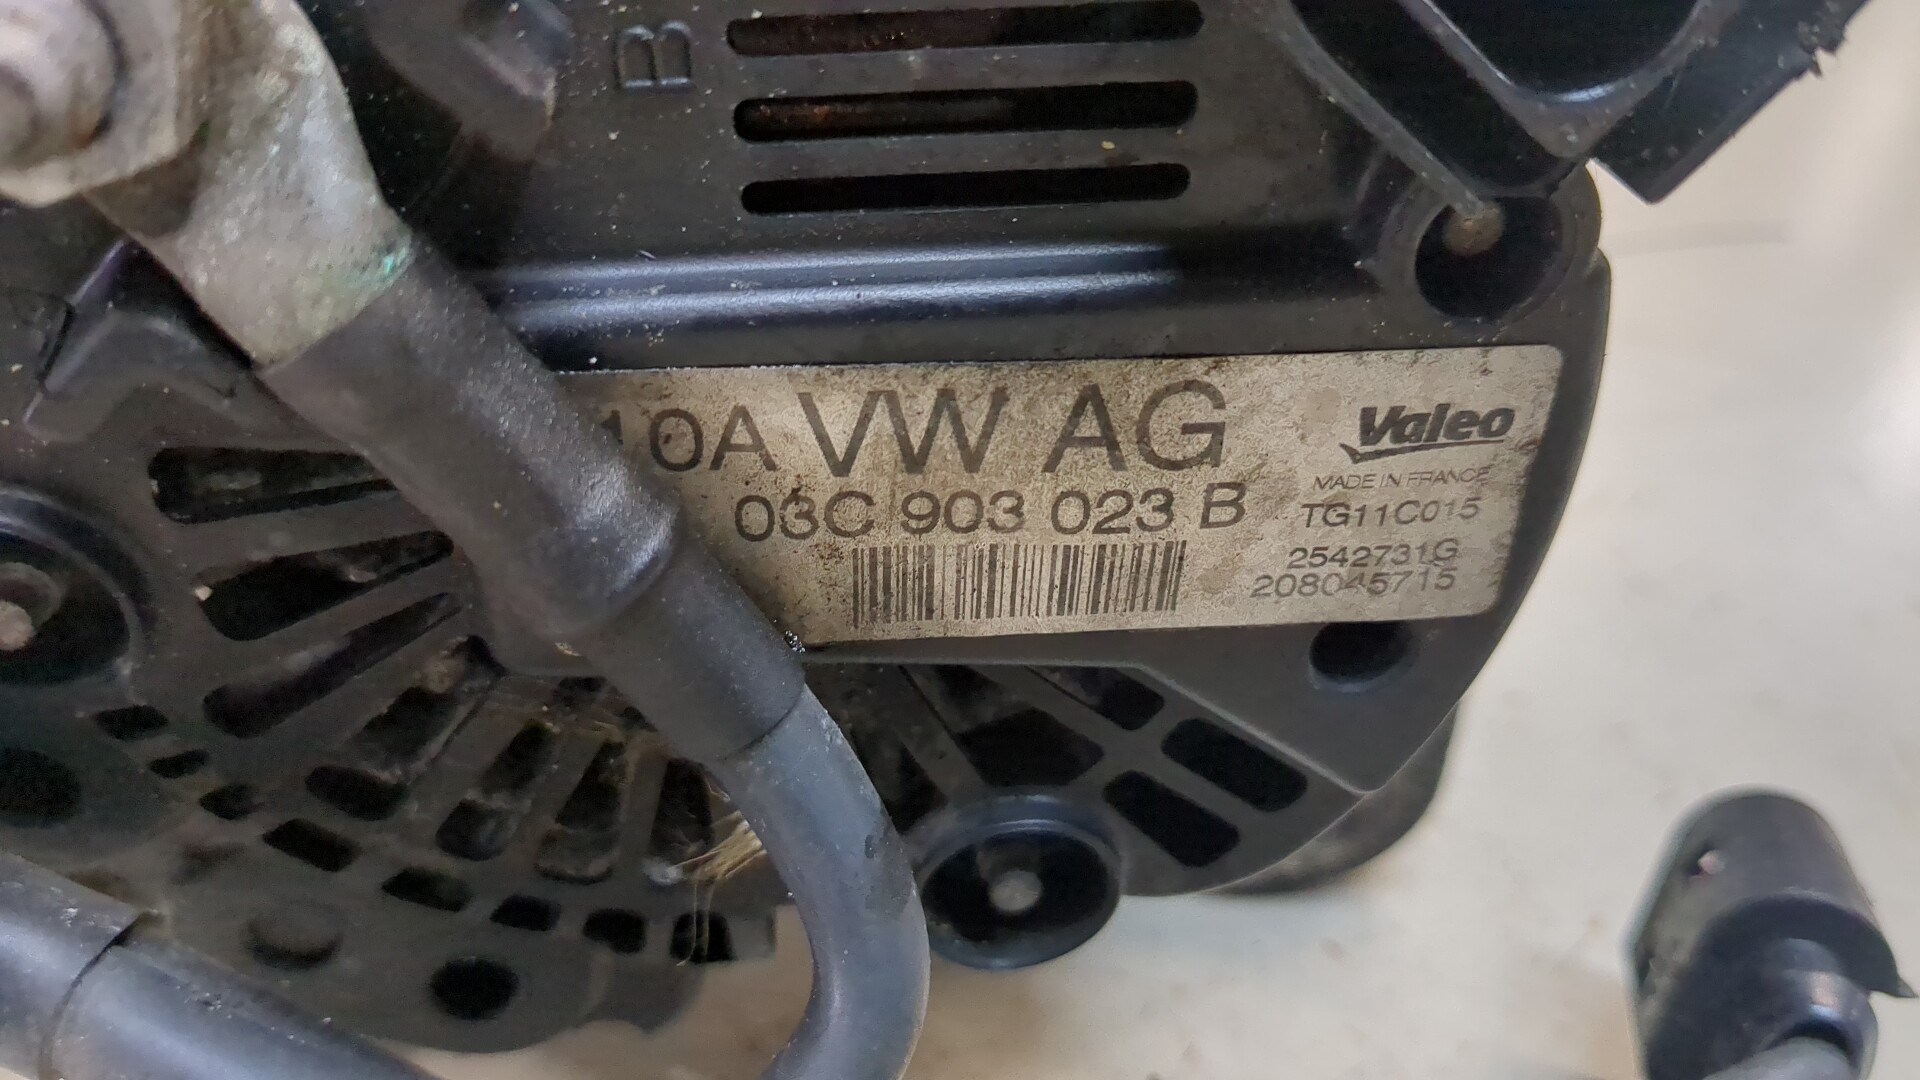 B
10A VW AG
03C 903 023 B
Valeo
MADE IN FRANCE
TG11C015
2542731G
208045715